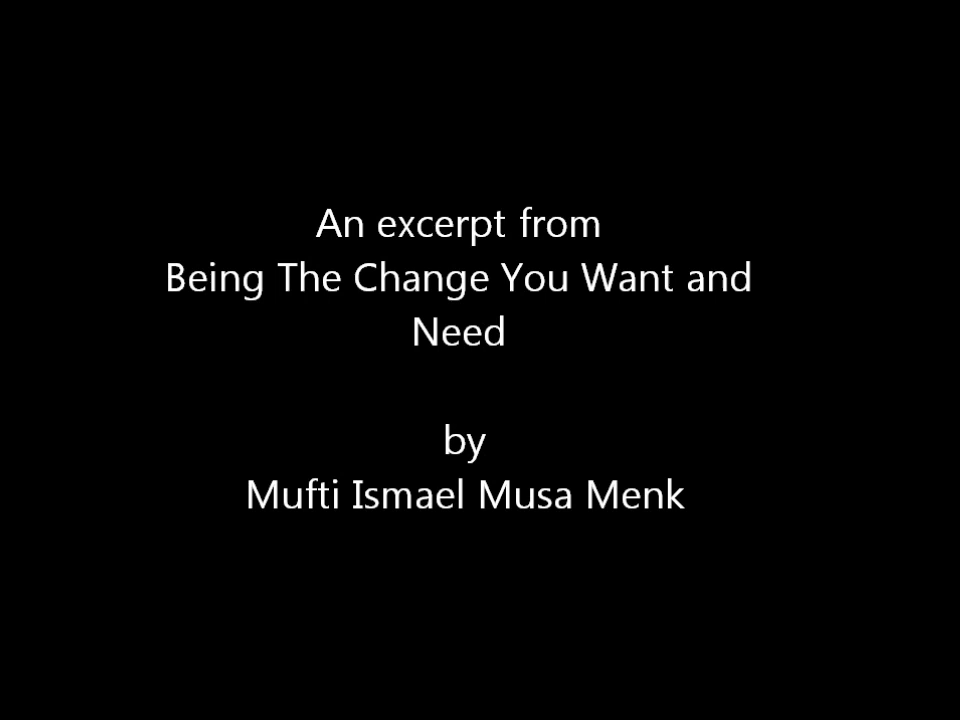 An excerpt from
Being The Change You Want and
Need
by
Mufti Ismael Musa Menk